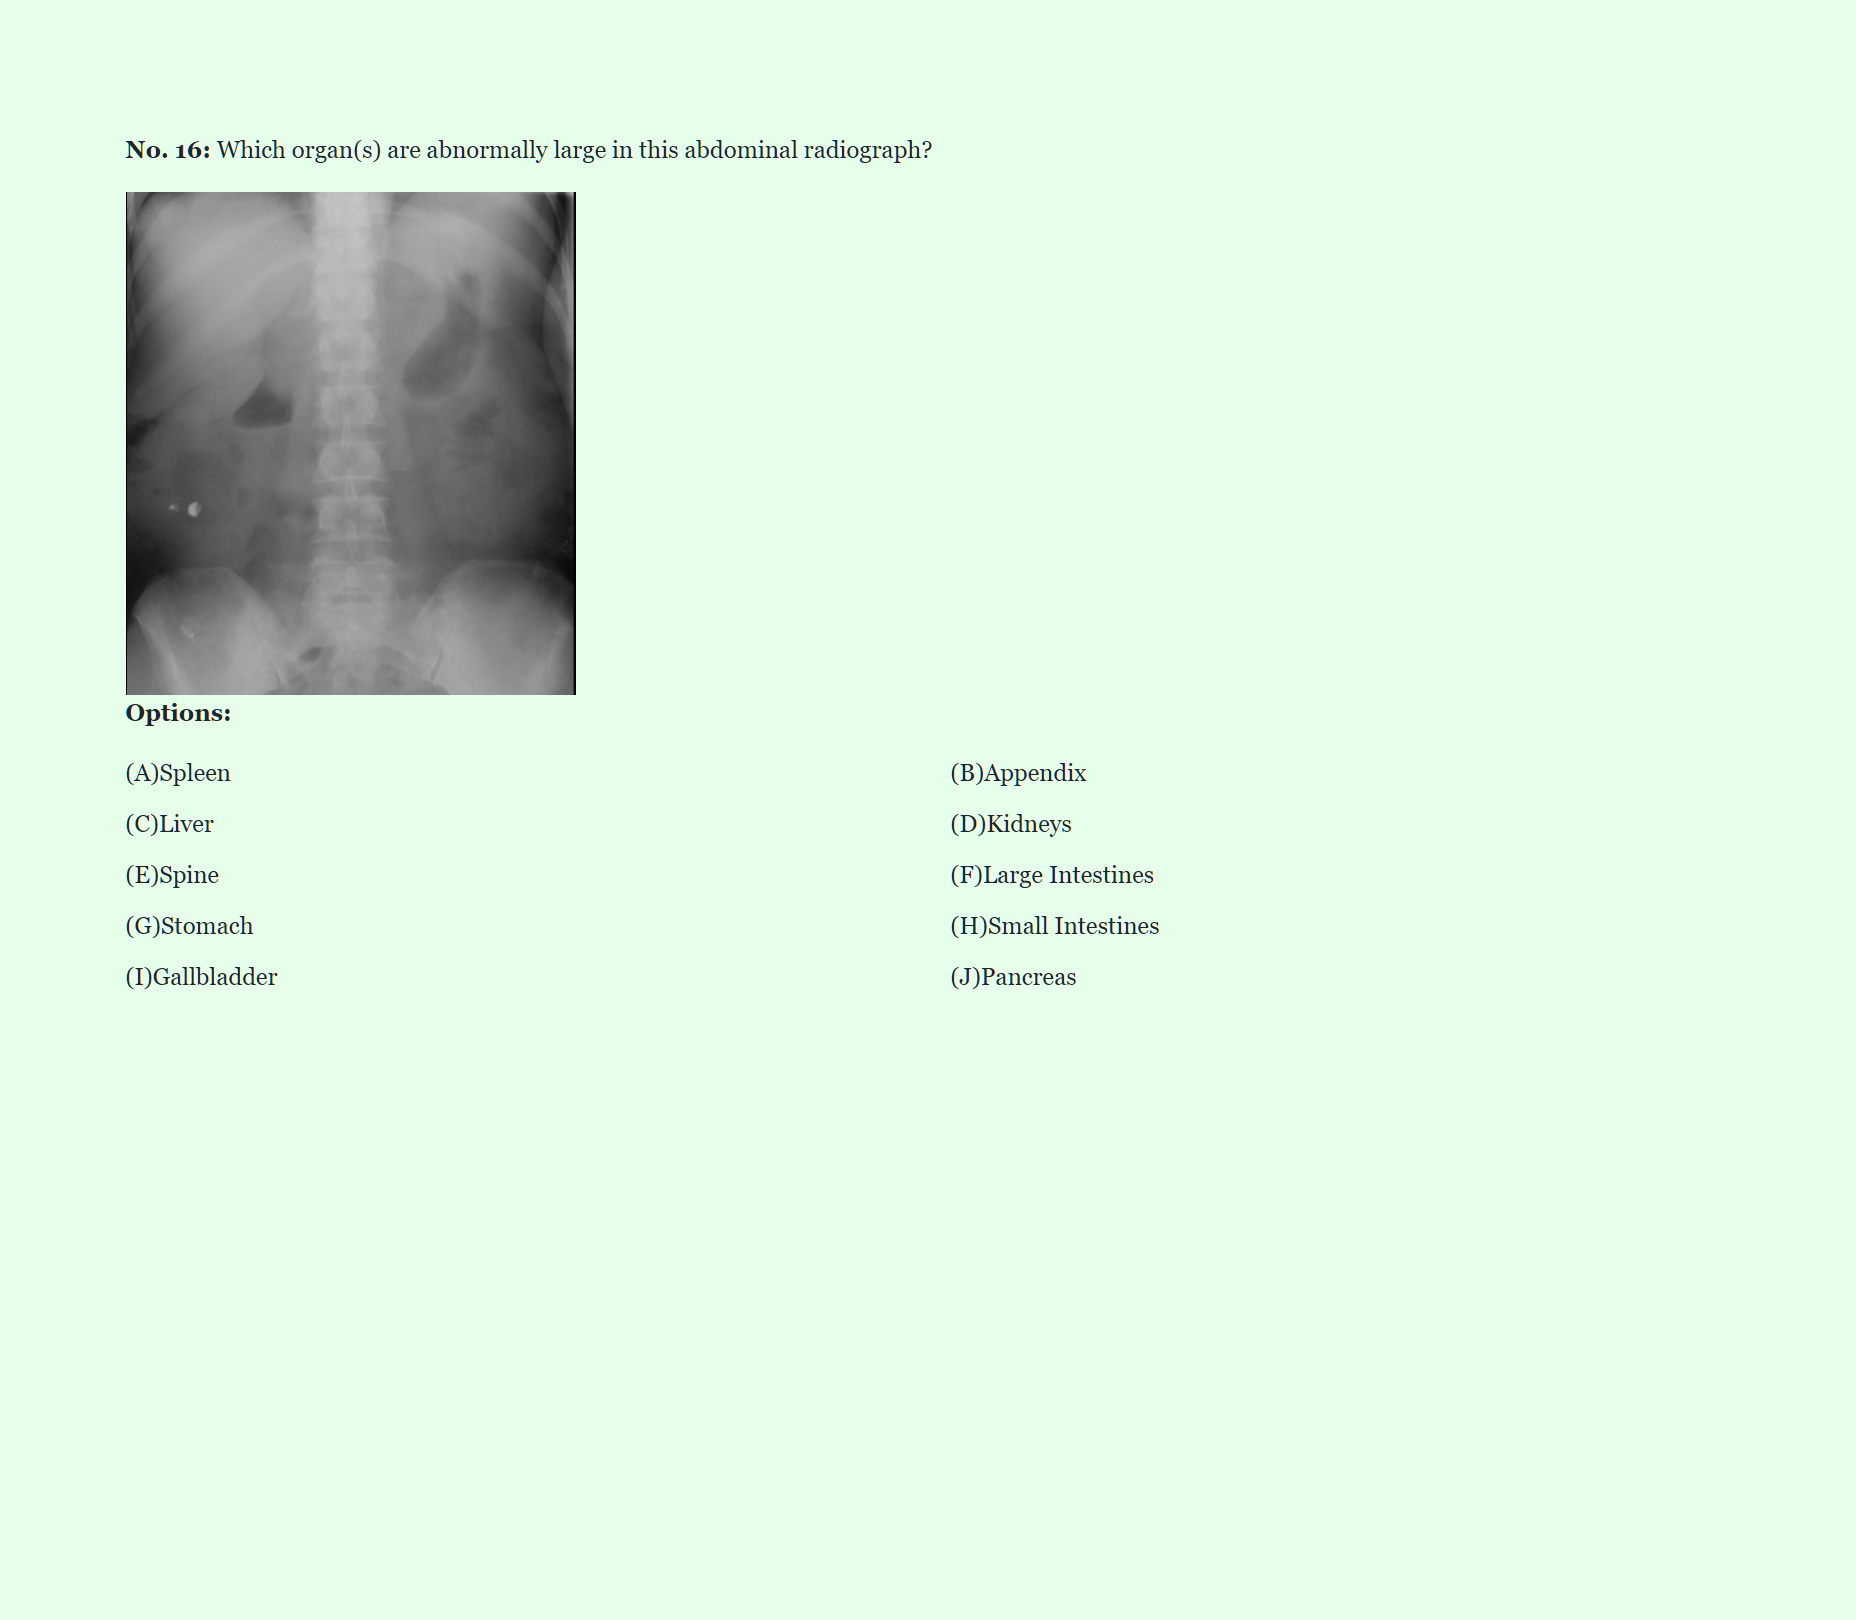 No. 16: Which organ(s) are abnormally large in this abdominal radiograph?
Options:
(A)Spleen
(B)Appendix
(C)Liver
(D)Kidneys
(E)Spine
(F)Large Intestines
(G)Stomach
(H)Small Intestines
(I)Gallbladder
(J)Pancreas